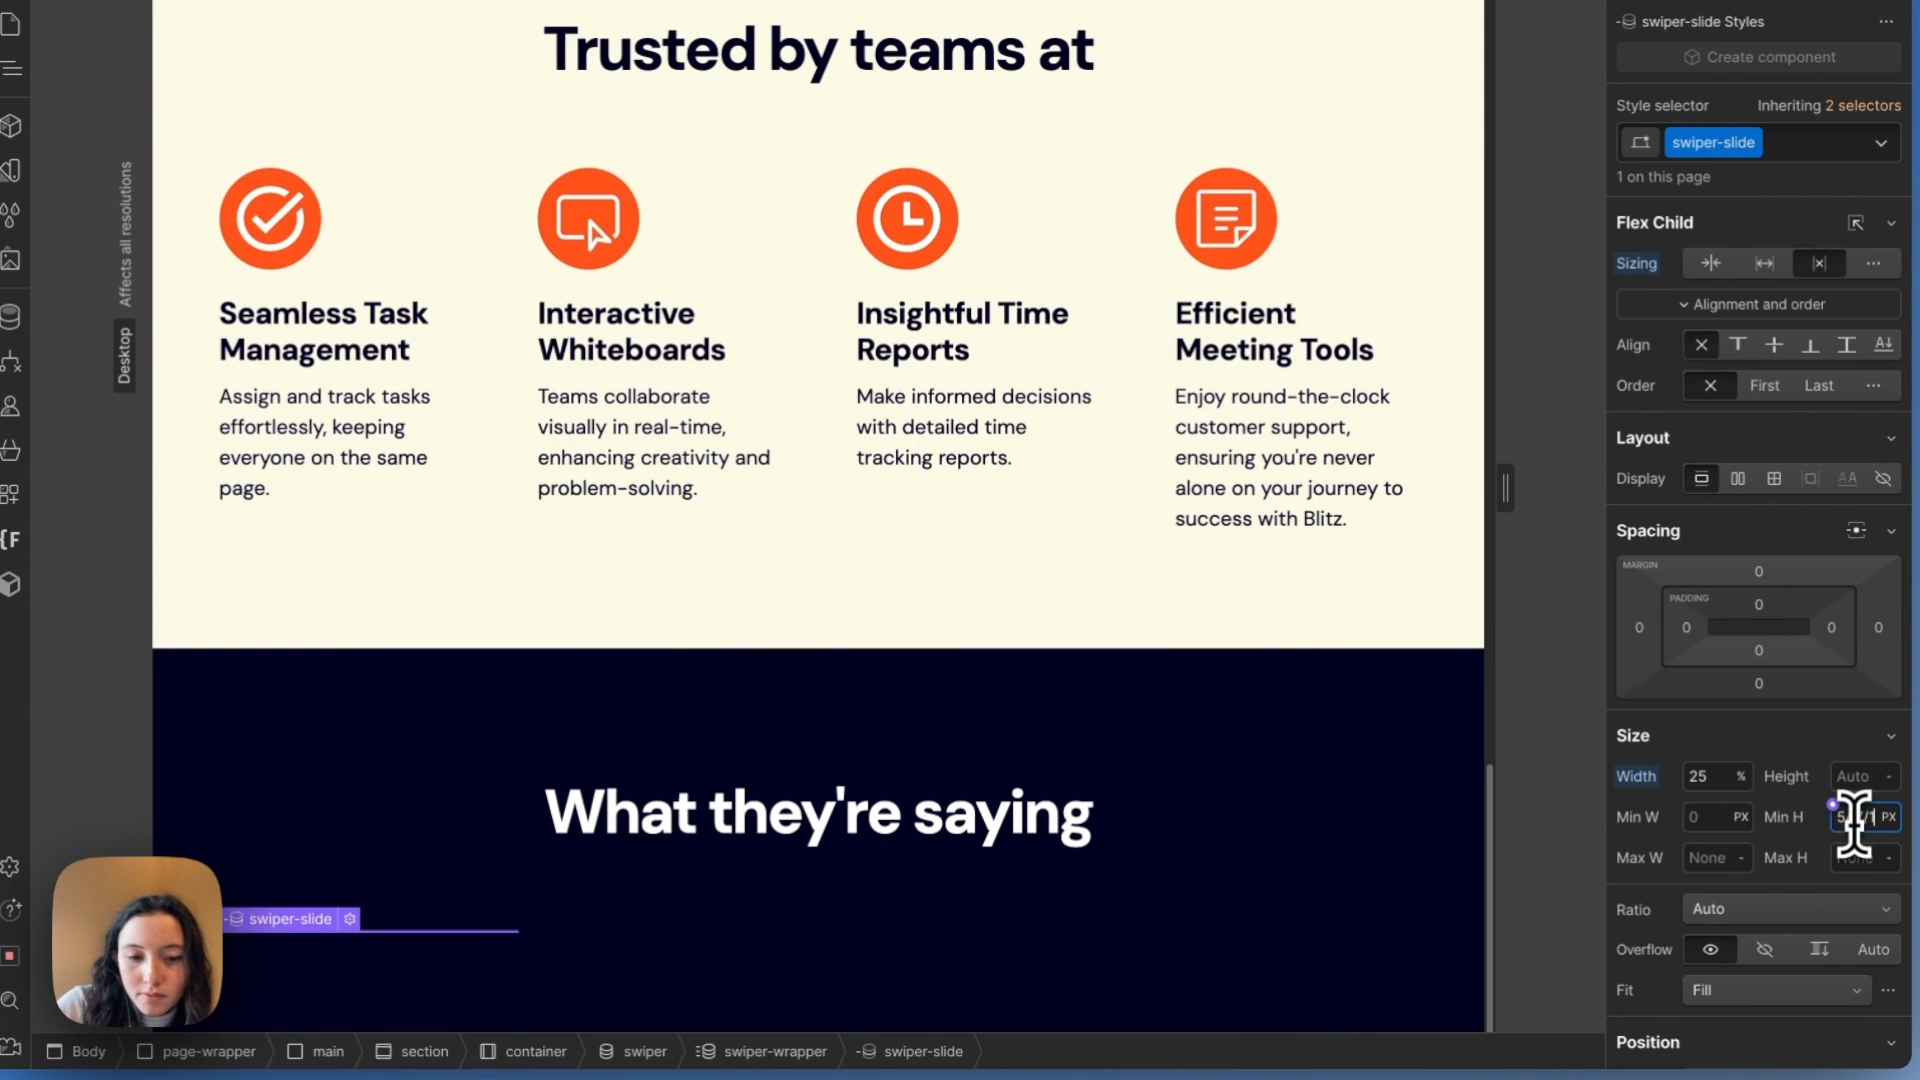 Trusted by teams at
Seamless Task
Management
Assign and track tasks
effortlessly, keeping
everyone on the same
page.
Interactive
Whiteboards
Teams collaborate
visually in real-time,
enhancing creativity and
problem-solving.
Insightful Time
Reports
Make informed decisions
with detailed time
tracking reports.
Efficient
Meeting Tools
Enjoy round-the-clock
customer support,
ensuring you're never
alone on your journey to
success with Blitz.
What they're saying
swiper-slide
Desktop Affects all resolutions
{F
Body page-wrapper main section container swiper swiper-wrapper swiper-slide
swiper-slide Styles
Create component
Style selector Inheriting 2 selectors
swiper-slide
1 on this page
Flex Child
Sizing
Alignment and order
Align
Order First Last
Layout
Display AA
Spacing
MARGIN 0
PADDING 0
0 0 0 0
0
0
Size
Width 25 % Height Auto -
Min W 0 PX Min H PX
Max W None - Max H None -
Ratio Auto
Overflow Auto
Fit Fill
Position